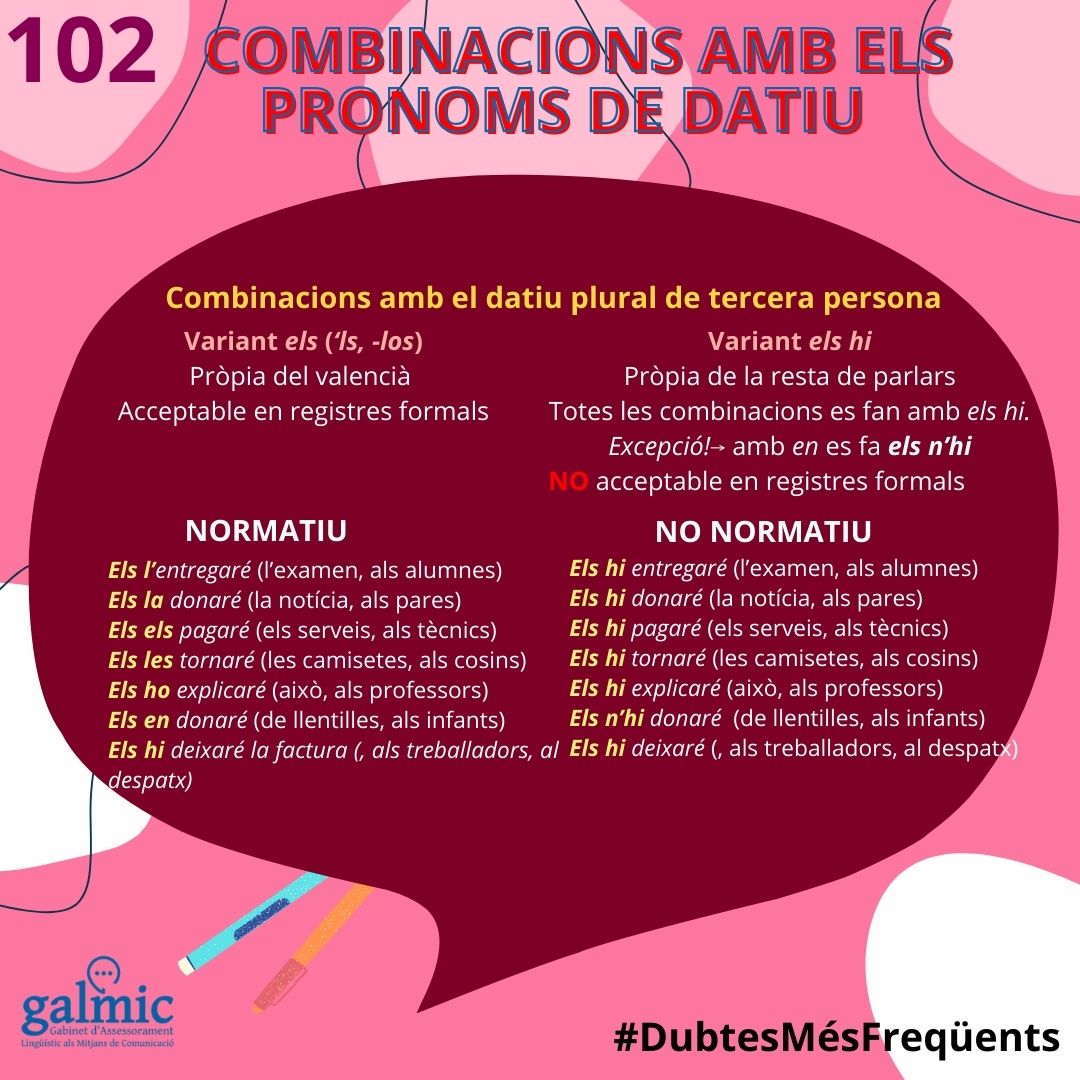 102
COMBINACIONS AMB ELS
PRONOMS DE DATIU
Combinacions amb el datiu plural de tercera persona
Variant els (‘ls, -los)
Pròpia del valencià
Acceptable en registres formals
Variant els hi
Pròpia de la resta de parlars
Totes les combinacions es fan amb els hi.
Excepció!→ amb en es fa els n’hi
NO acceptable en registres formals
NORMATIU
Els l’entregaré (l’examen, als alumnes)
Els la donaré (la notícia, als pares)
Els els pagaré (els serveis, als tècnics)
Els les tornaré (les camisetes, als cosins)
Els ho explicaré (això, als professors)
Els en donaré (de llentilles, als infants)
Els hi deixaré la factura (, als treballadors, al
despatx)
NO NORMATIU
Els hi entregaré (l’examen, als alumnes)
Els hi donaré (la notícia, als pares)
Els hi pagaré (els serveis, als tècnics)
Els hi tornaré (les camisetes, als cosins)
Els hi explicaré (això, als professors)
Els n’hi donaré (de llentilles, als infants)
Els hi deixaré (, als treballadors, al despatx)
galmic
Gabinet d'Assessorament
Lingüístic als Mitjans de Comunicació
#DubtesMésFreqüents